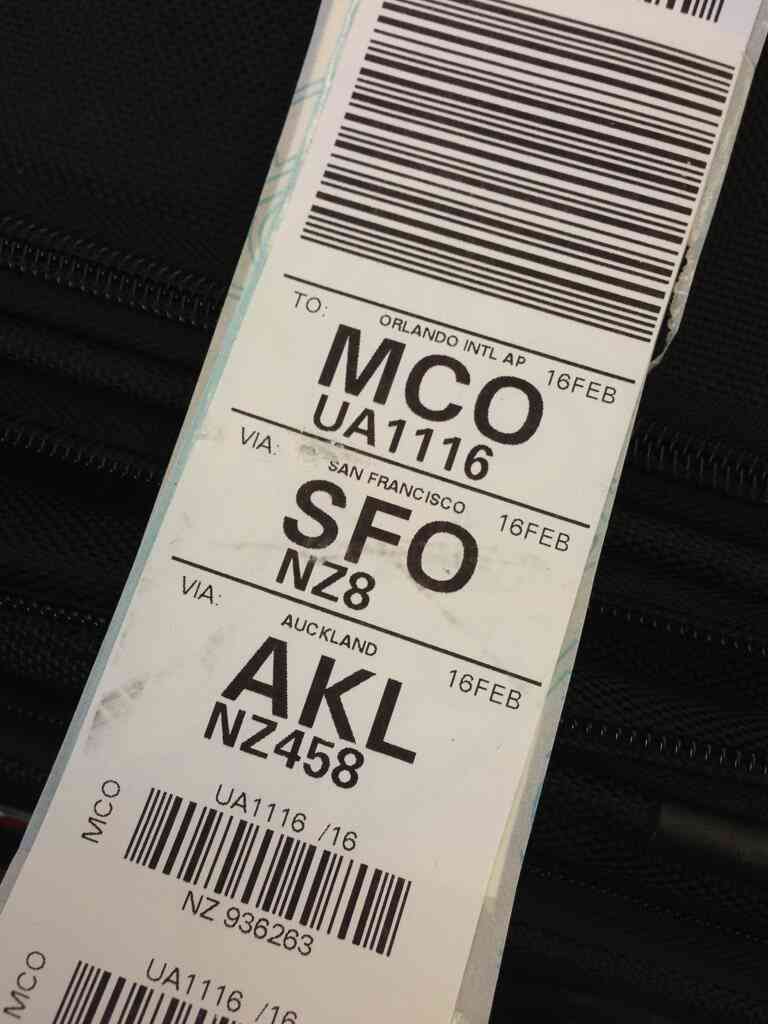 TO:
ORLANDO INTL AP
MCO 16FEB
UA1116
VIA:
SAN FRANCISCO
SFO 16FEB
NZ8
VIA:
AUCKLAND
AKL 16FEB
NZ458
MCO
UA1116 /16
NZ 936263
MCO
UA1116 /16